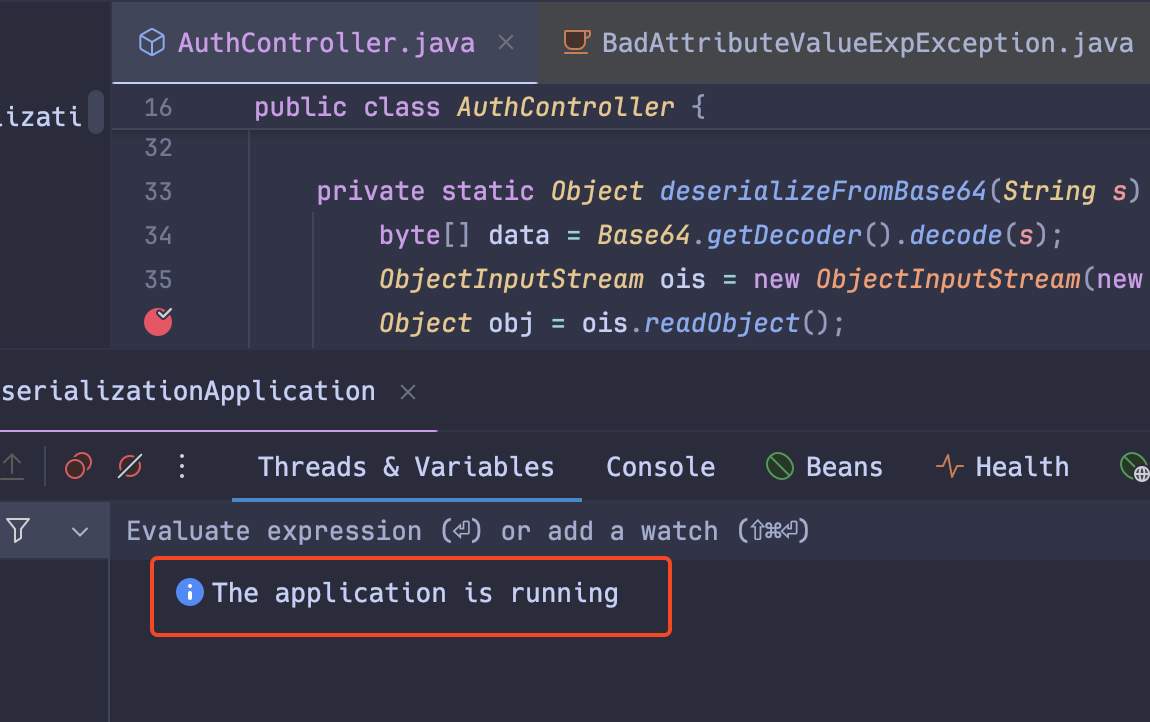 AuthController.java
BadAttributeValueExpException.java
lizati
16 public class AuthController {
32
33 private static Object deserializeFromBase64(String s)
34 byte[] data = Base64.getDecoder().decode(s);
35 ObjectInputStream ois = new ObjectInputStream(new
Object obj = ois.readObject();
serializationApplication
Threads & Variables
Console
Beans
Health
Evaluate expression (⏎) or add a watch (⇧⌘⏎)
The application is running